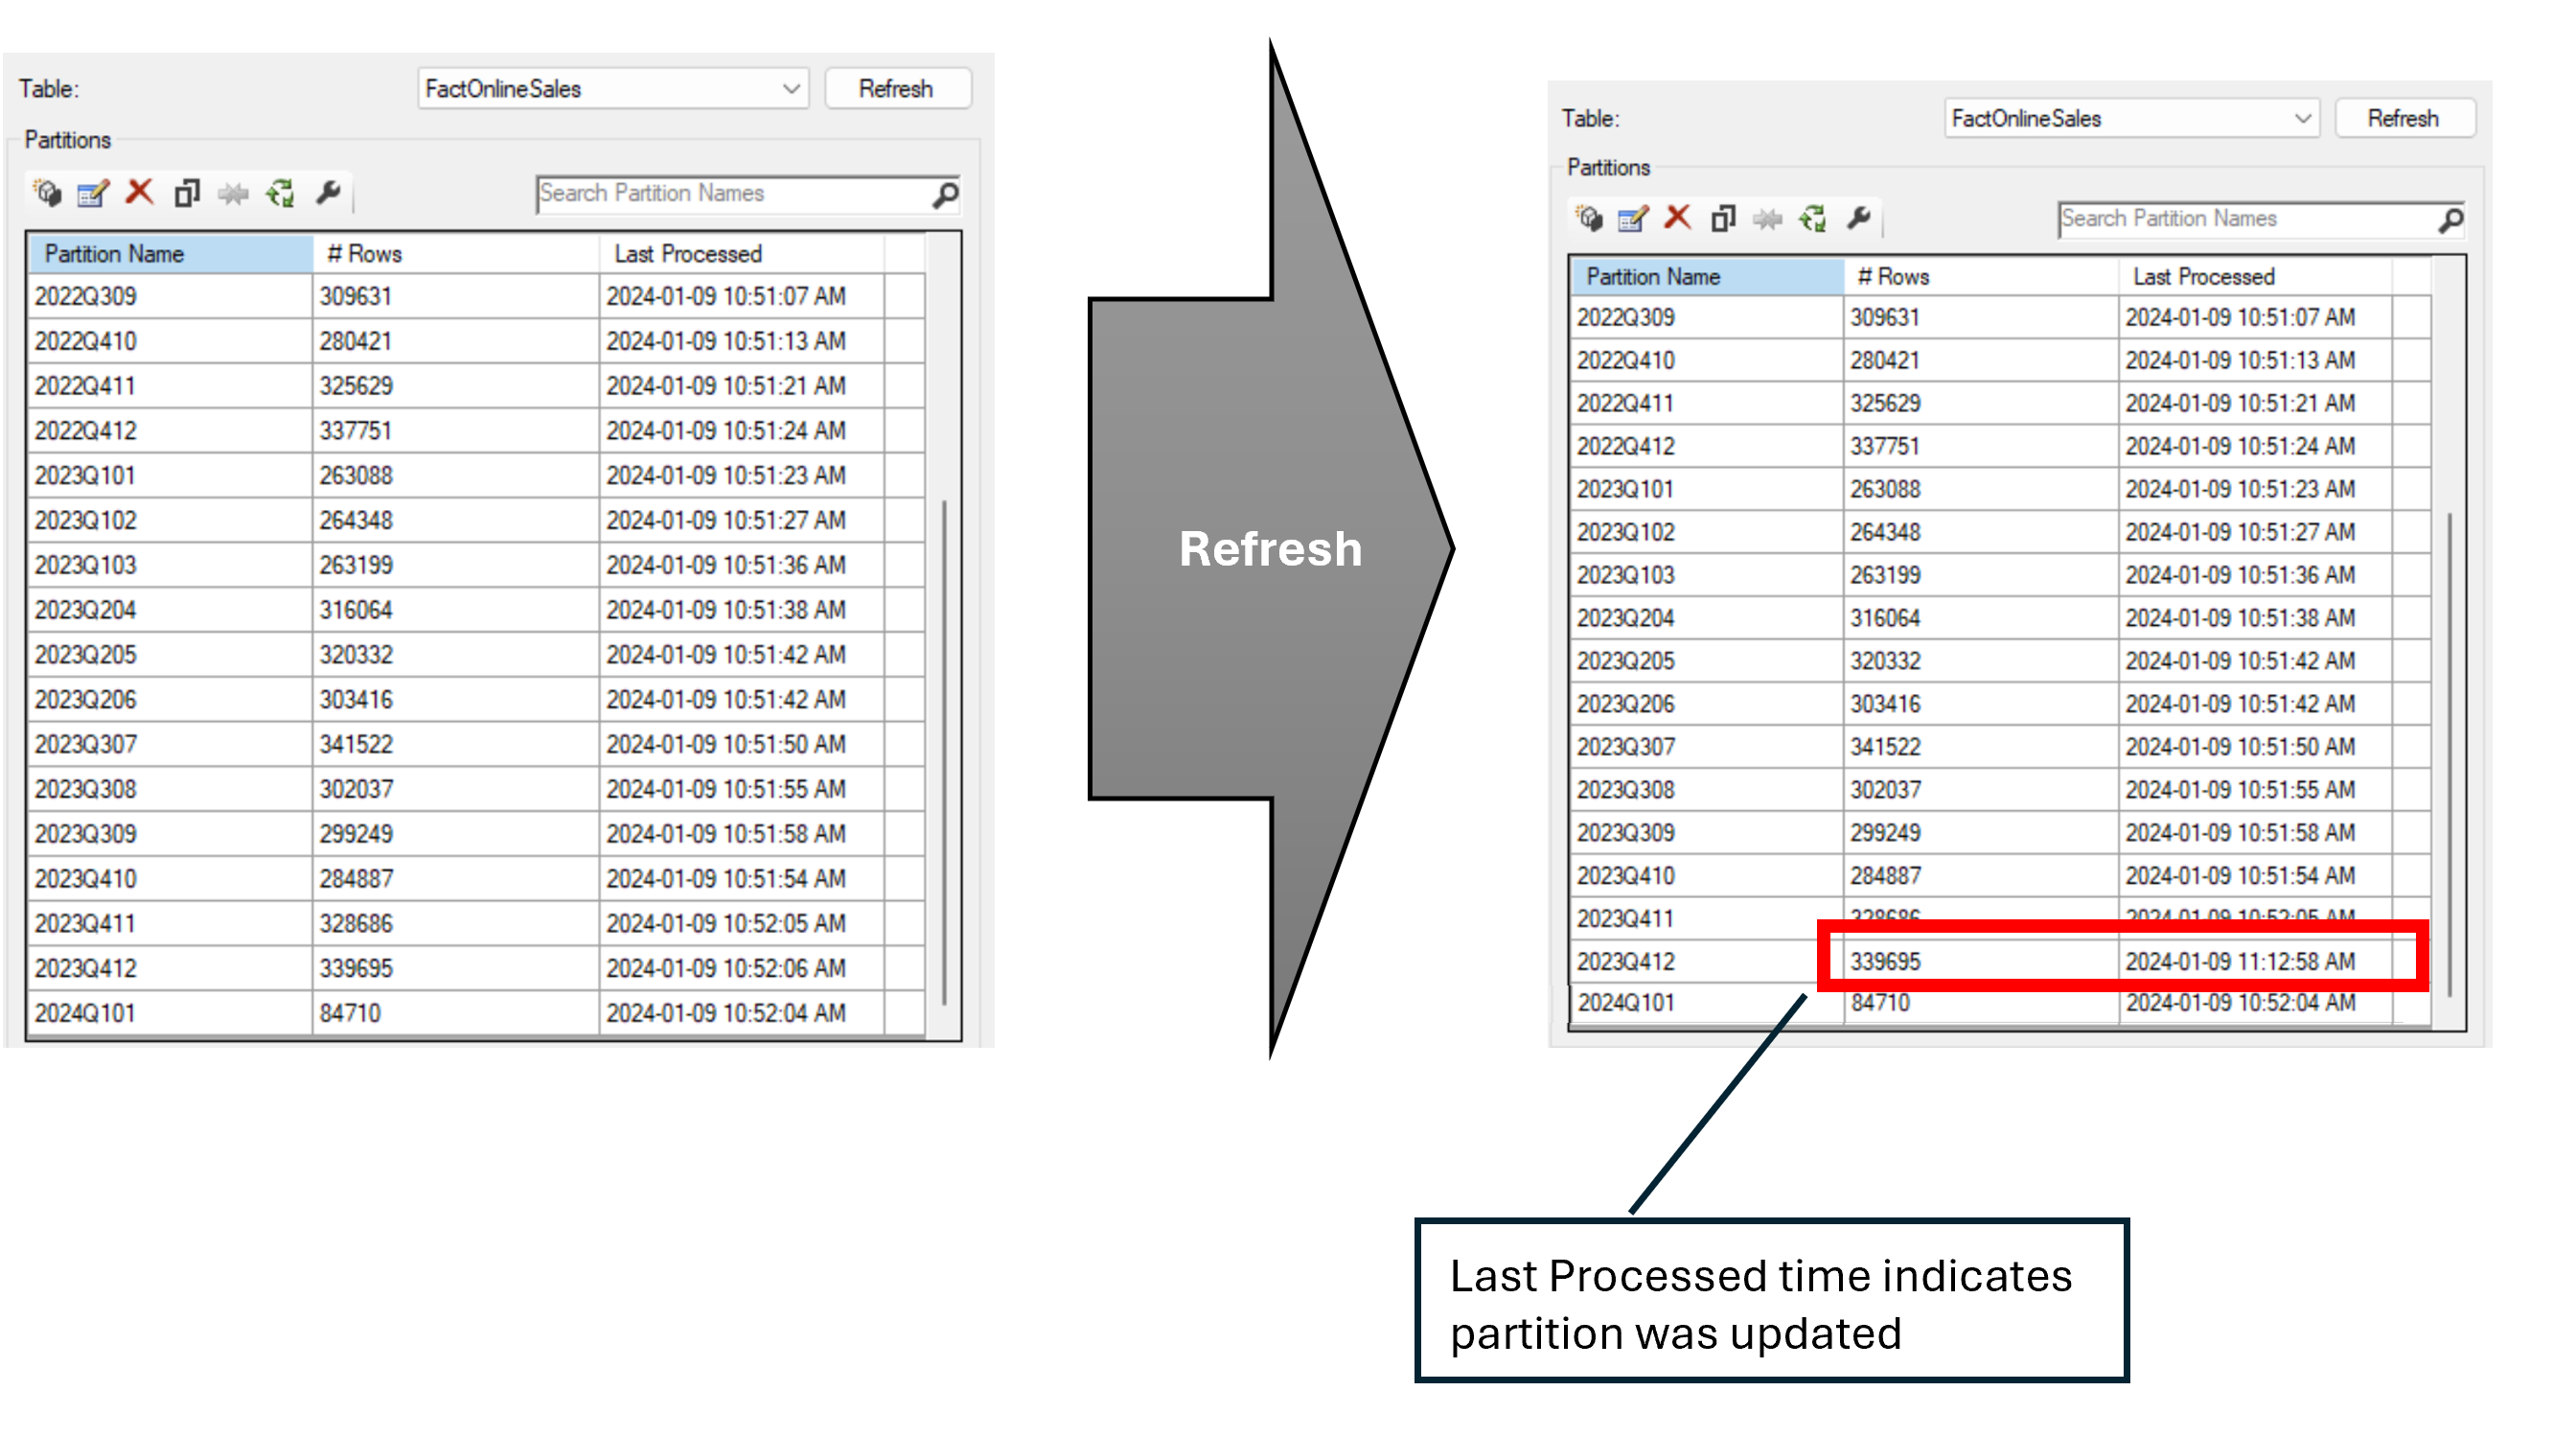 Table: FactOnlineSales Refresh
Partitions
Search Partition Names
Partition Name # Rows Last Processed
2022Q309 309631 2024-01-09 10:51:07 AM
2022Q410 280421 2024-01-09 10:51:13 AM
2022Q411 325629 2024-01-09 10:51:21 AM
2022Q412 337751 2024-01-09 10:51:24 AM
2023Q101 263088 2024-01-09 10:51:23 AM
2023Q102 264348 2024-01-09 10:51:27 AM
2023Q103 263199 2024-01-09 10:51:36 AM
2023Q204 316064 2024-01-09 10:51:38 AM
2023Q205 320332 2024-01-09 10:51:42 AM
2023Q206 303416 2024-01-09 10:51:42 AM
2023Q307 341522 2024-01-09 10:51:50 AM
2023Q308 302037 2024-01-09 10:51:55 AM
2023Q309 299249 2024-01-09 10:51:58 AM
2023Q410 284887 2024-01-09 10:51:54 AM
2023Q411 328686 2024-01-09 10:52:05 AM
2023Q412 339695 2024-01-09 10:52:06 AM
2024Q101 84710 2024-01-09 10:52:04 AM
Refresh
Table: FactOnlineSales Refresh
Partitions
Search Partition Names
Partition Name # Rows Last Processed
2022Q309 309631 2024-01-09 10:51:07 AM
2022Q410 280421 2024-01-09 10:51:13 AM
2022Q411 325629 2024-01-09 10:51:21 AM
2022Q412 337751 2024-01-09 10:51:24 AM
2023Q101 263088 2024-01-09 10:51:23 AM
2023Q102 264348 2024-01-09 10:51:27 AM
2023Q103 263199 2024-01-09 10:51:36 AM
2023Q204 316064 2024-01-09 10:51:38 AM
2023Q205 320332 2024-01-09 10:51:42 AM
2023Q206 303416 2024-01-09 10:51:42 AM
2023Q307 341522 2024-01-09 10:51:50 AM
2023Q308 302037 2024-01-09 10:51:55 AM
2023Q309 299249 2024-01-09 10:51:58 AM
2023Q410 284887 2024-01-09 10:51:54 AM
2023Q411 328686 2024-01-09 10:52:05 AM
2023Q412 339695 2024-01-09 11:12:58 AM
2024Q101 84710 2024-01-09 10:52:04 AM
Last Processed time indicates
partition was updated